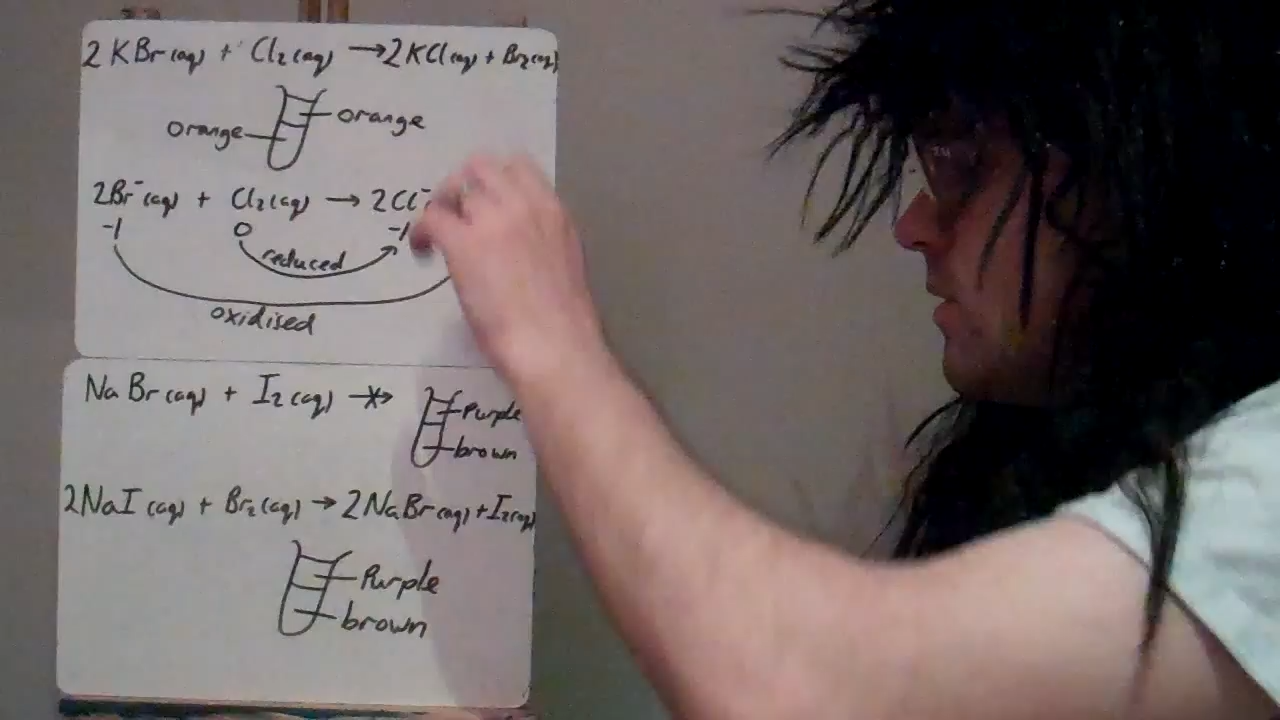 2KBr(aq) + Cl2(aq) → 2KCl(aq) + Br2(aq)
orange
orange
2Br-(aq) + Cl2(aq) → 2Cl-
-1 0 -1
reduced
oxidised
NaBr(aq) + I2(aq) ↛
Purple
brown
2NaI(aq) + Br2(aq) → 2NaBr(aq) + I2(aq)
Purple
brown